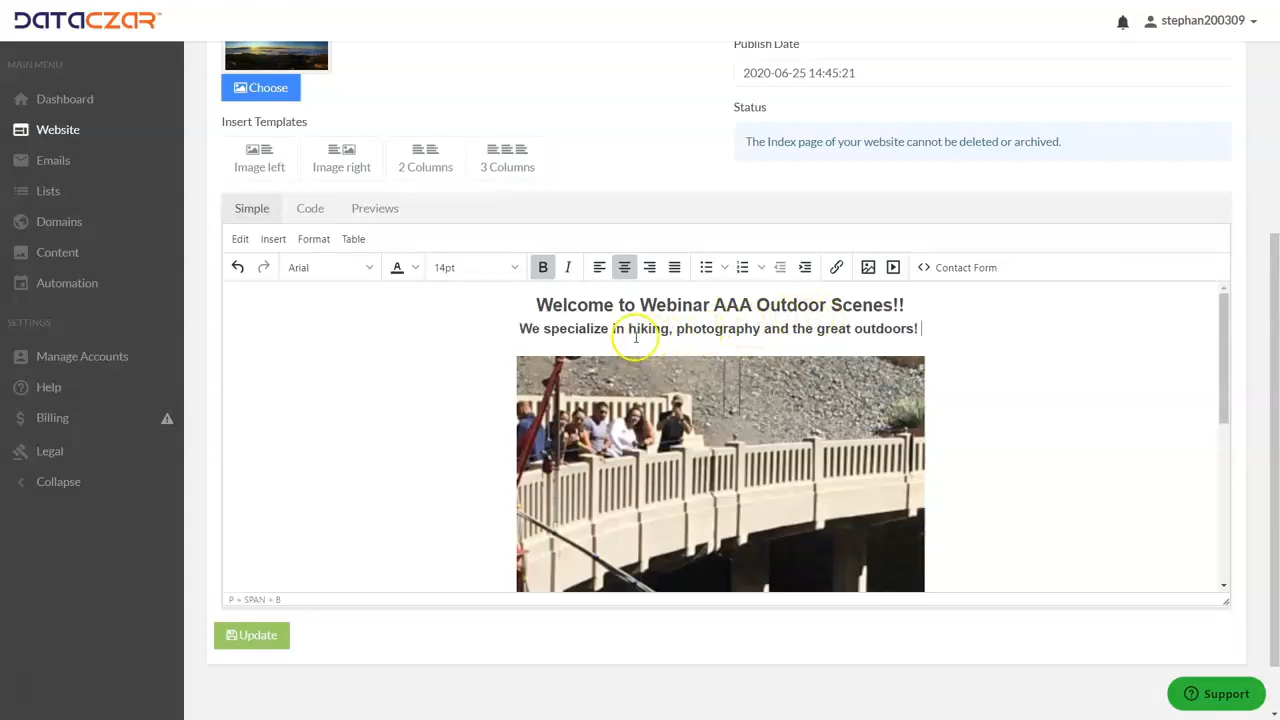 DATACZAR
stephan200309
MAIN MENU
Dashboard
Website
Emails
Lists
Domains
Content
Automation
SETTINGS
Manage Accounts
Help
Billing
Legal
Collapse
Choose
Publish Date
2020-06-25 14:45:21
Status
The Index page of your website cannot be deleted or archived.
Insert Templates
Image left
Image right
2 Columns
3 Columns
Simple
Code
Previews
Edit
Insert
Format
Table
Arial
A
14pt
B
I
Contact Form
Welcome to Webinar AAA Outdoor Scenes!!
We specialize in hiking, photography and the great outdoors!
P » SPAN » B
Update
Support